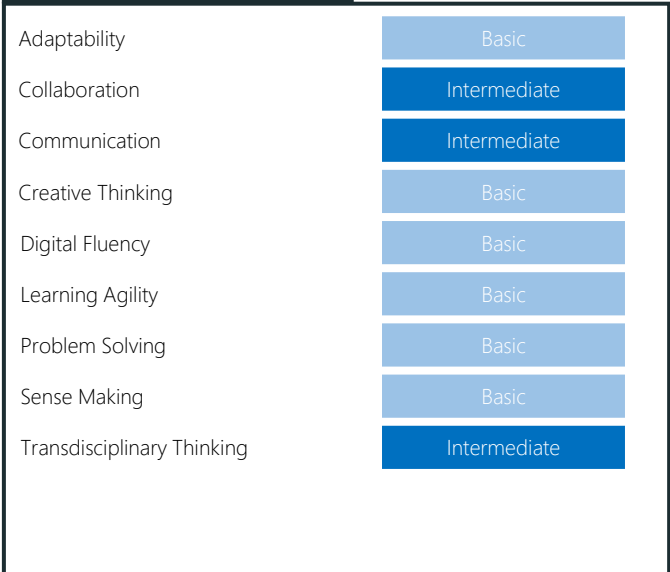 Adaptability Basic
Collaboration Intermediate
Communication Intermediate
Creative Thinking Basic
Digital Fluency Basic
Learning Agility Basic
Problem Solving Basic
Sense Making Basic
Transdisciplinary Thinking Intermediate